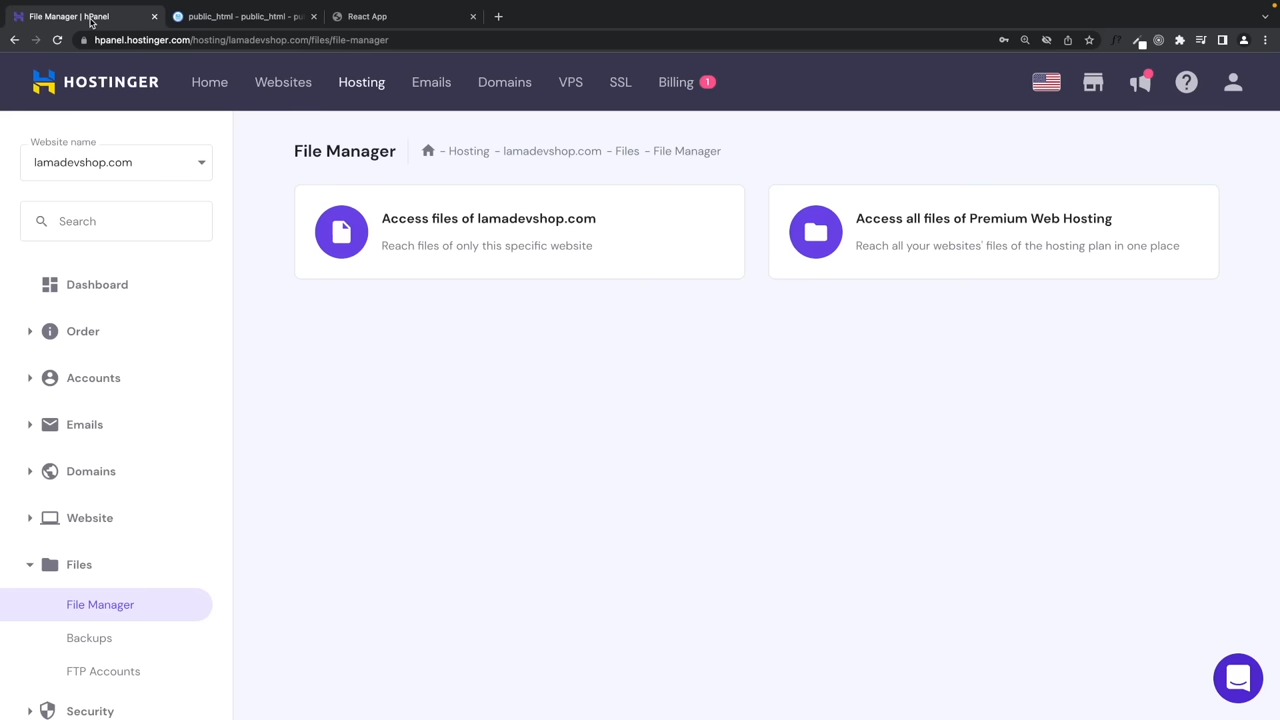 File Manager | hPanel
public_html - public_html - pu
React App
hpanel.hostinger.com/hosting/lamadevshop.com/files/file-manager
HOSTINGER
Home
Websites
Hosting
Emails
Domains
VPS
SSL
Billing 1
Website name
lamadevshop.com
Search
Dashboard
Order
Accounts
Emails
Domains
Website
Files
File Manager
Backups
FTP Accounts
Security
File Manager
- Hosting - lamadevshop.com - Files - File Manager
Access files of lamadevshop.com
Reach files of only this specific website
Access all files of Premium Web Hosting
Reach all your websites' files of the hosting plan in one place